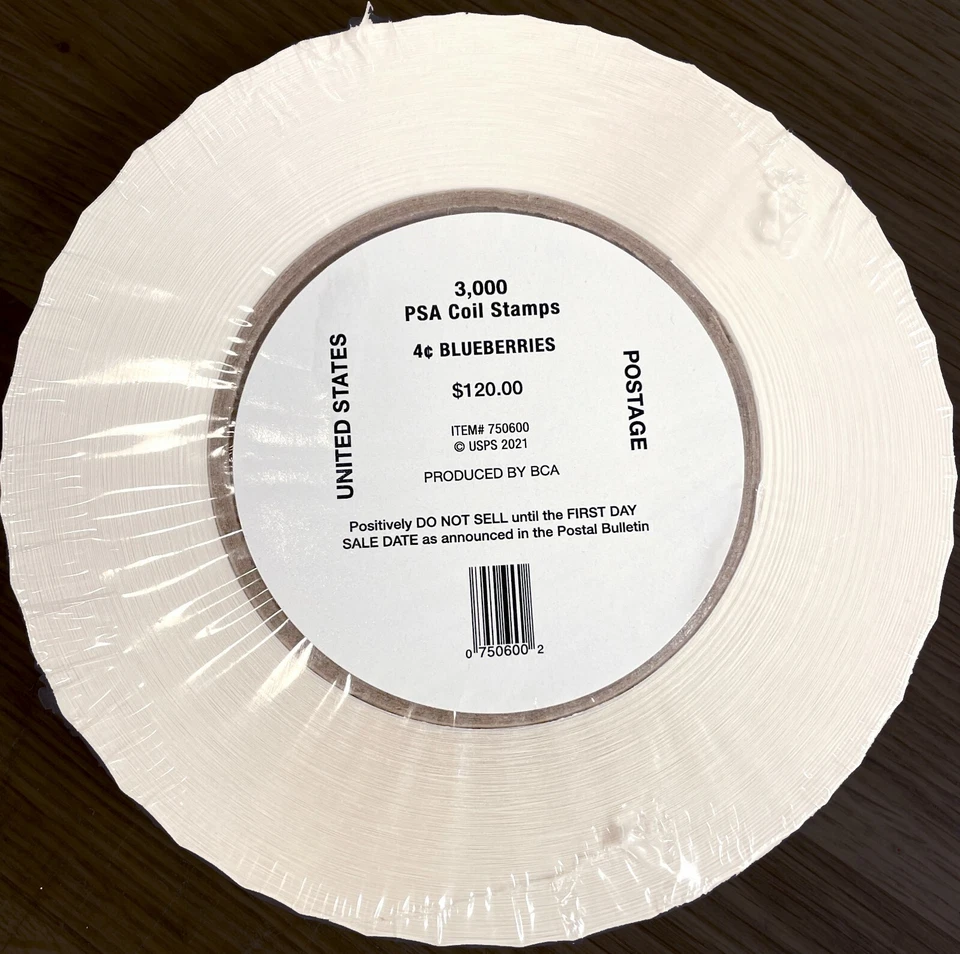 3,000
PSA Coil Stamps
4¢ BLUEBERRIES
$120.00
ITEM# 750600
© USPS 2021
PRODUCED BY BCA
UNITED STATES
POSTAGE
Positively DO NOT SELL until the FIRST DAY
SALE DATE as announced in the Postal Bulletin
0 750600 2